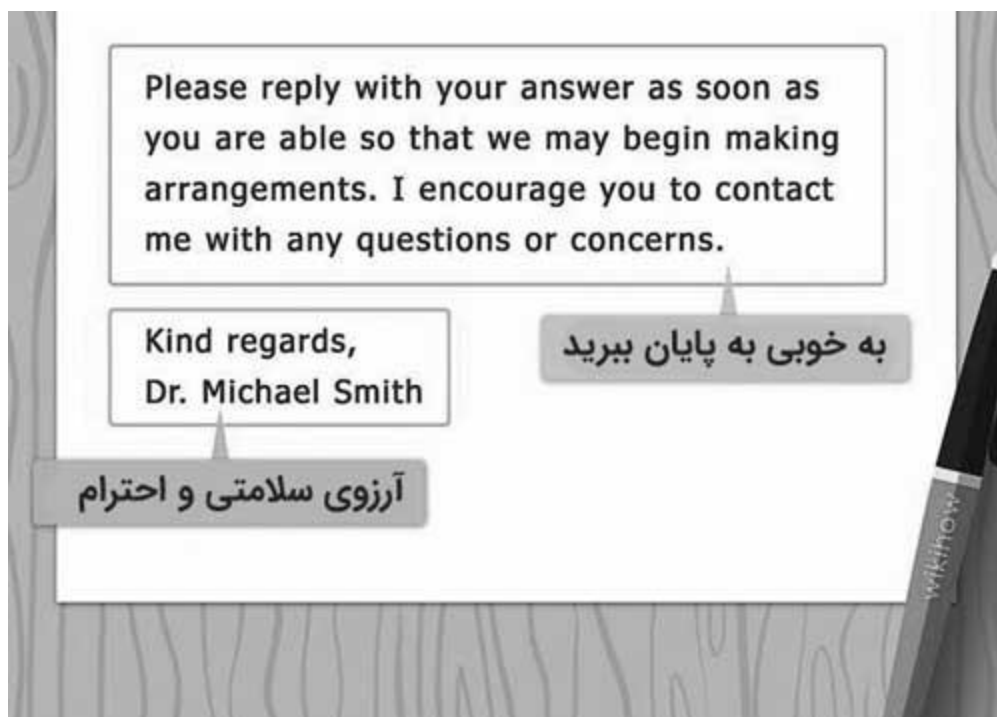 Please reply with your answer as soon as
you are able so that we may begin making
arrangements. I encourage you to contact
me with any questions or concerns.
به خوبی به پایان ببرید
Kind regards,
Dr. Michael Smith
آرزوی سلامتی و احترام
wikihow